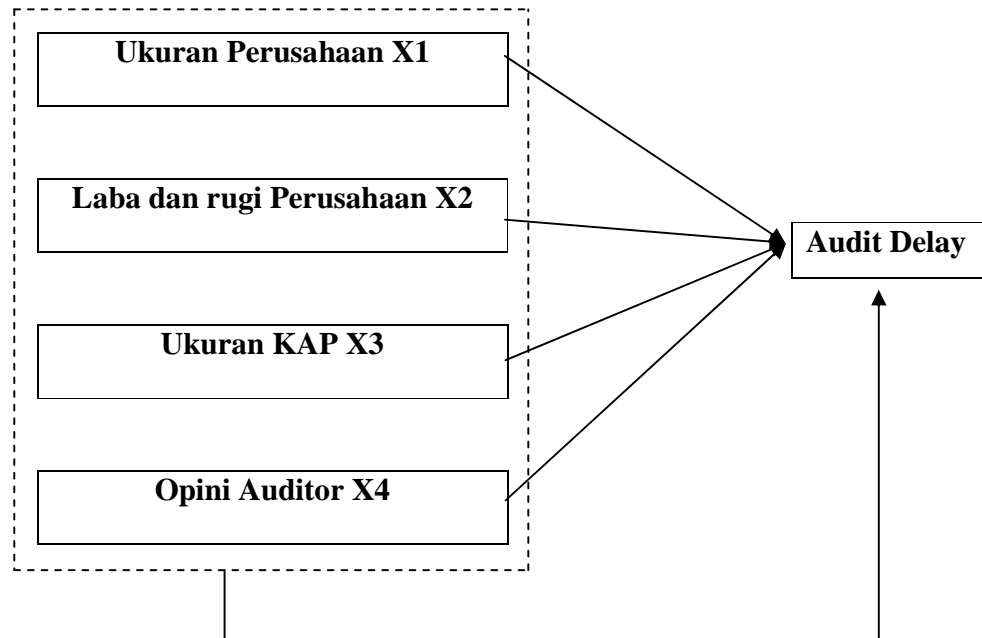 Ukuran Perusahaan X1
Laba dan rugi Perusahaan X2
Audit Delay
Ukuran KAP X3
Opini Auditor X4